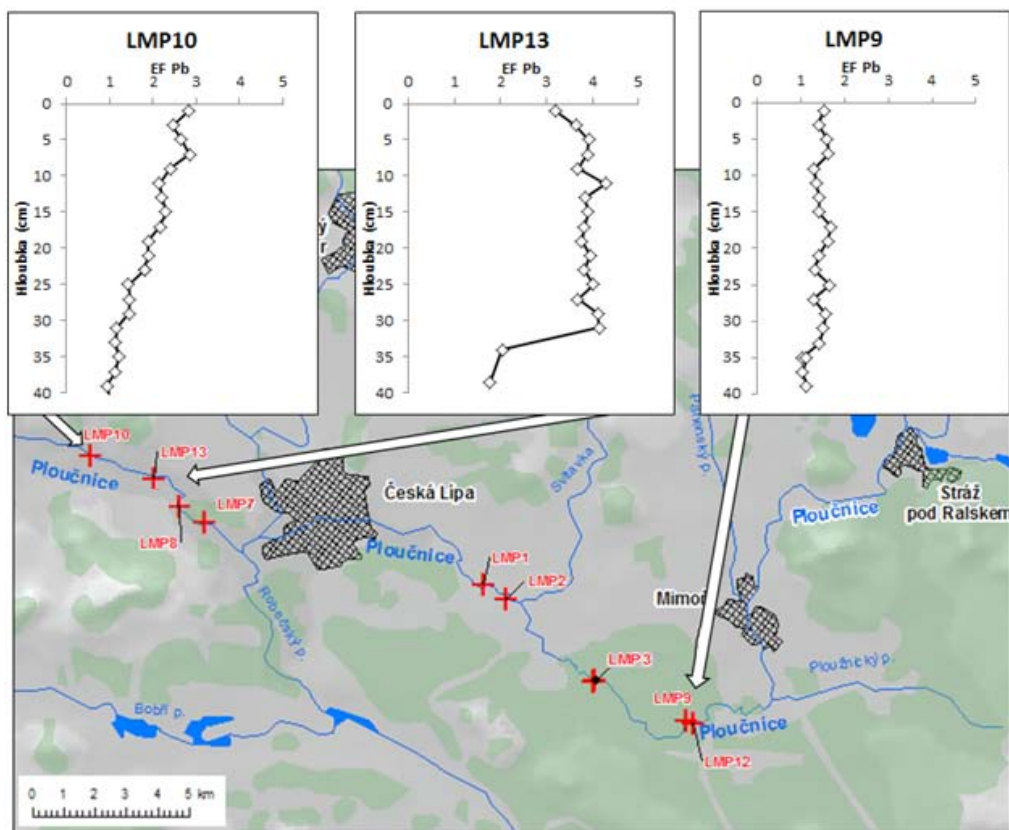 LMP10
EF Pb
0 1 2 3 4 5
0
5
10
15
20
25
30
35
40
Hloubka (cm)
LMP13
EF Pb
0 1 2 3 4 5
0
5
10
15
20
25
30
35
40
Hloubka (cm)
LMP9
EF Pb
0 1 2 3 4 5
0
5
10
15
20
25
30
35
40
Hloubka (cm)
ý
r
LMP10
LMP13
Ploučnice
LMP7
LMP8
Česká Lípa
Svitavka
Ploučnice
LMP1
LMP2
Robečský p.
Bobří p.
LMP3
LMP9
Ploučnice
LMP12
Mimoň
Ploužnický p.
Panenský p.
Ploučnice
Stráž
pod Ralskem
0 1 2 3 4 5 km